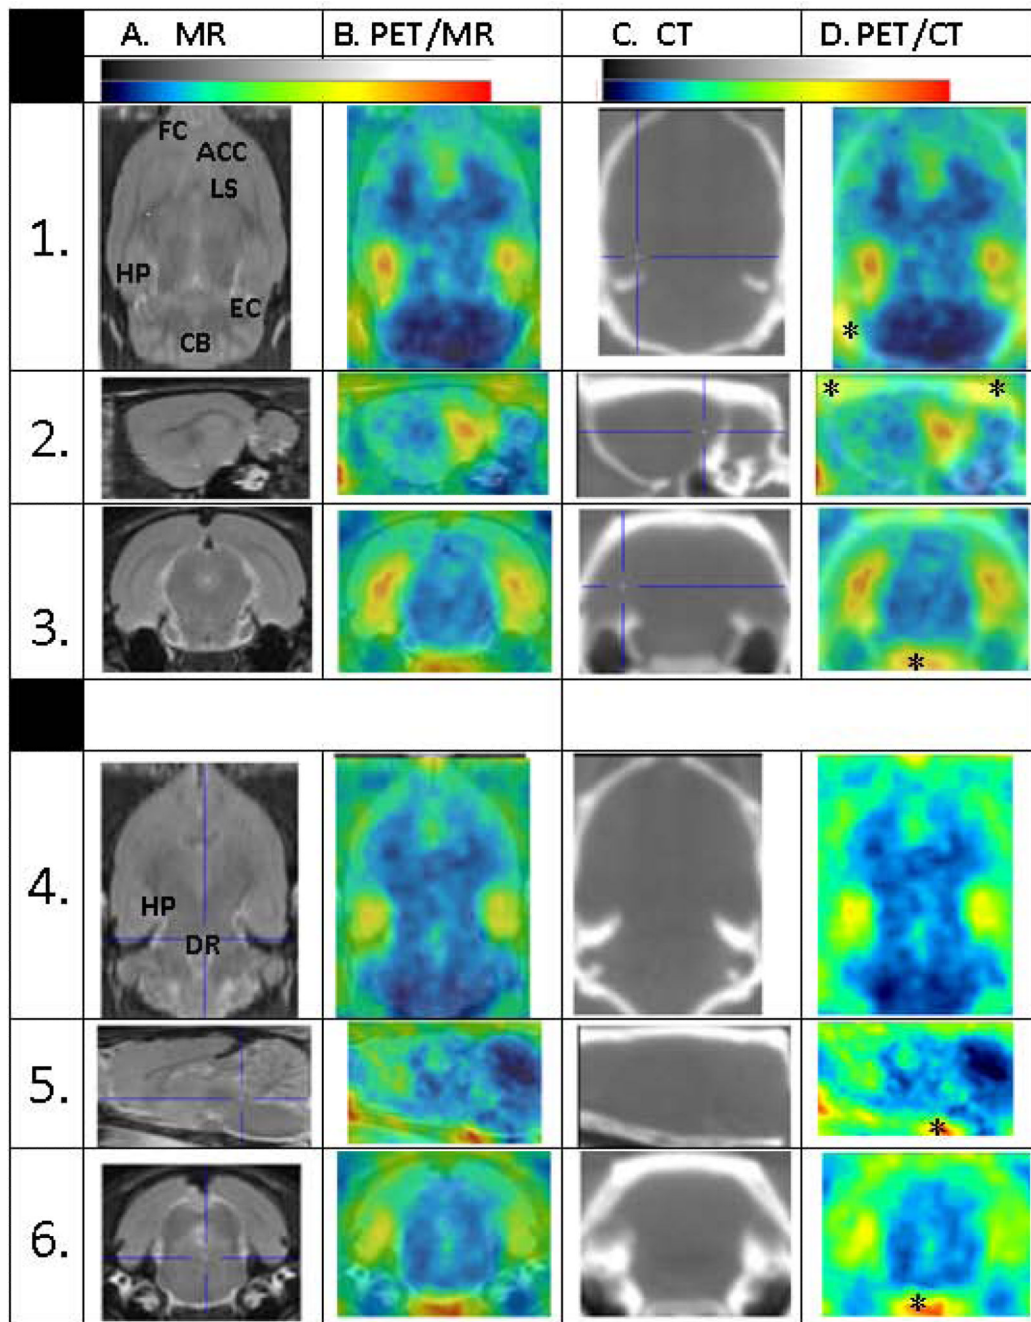 A. MR B. PET/MR C. CT D. PET/CT
FC
ACC
LS
1.
HP
EC
CB
*
2.
* *
3.
*
4.
HP
DR
5.
*
6.
*